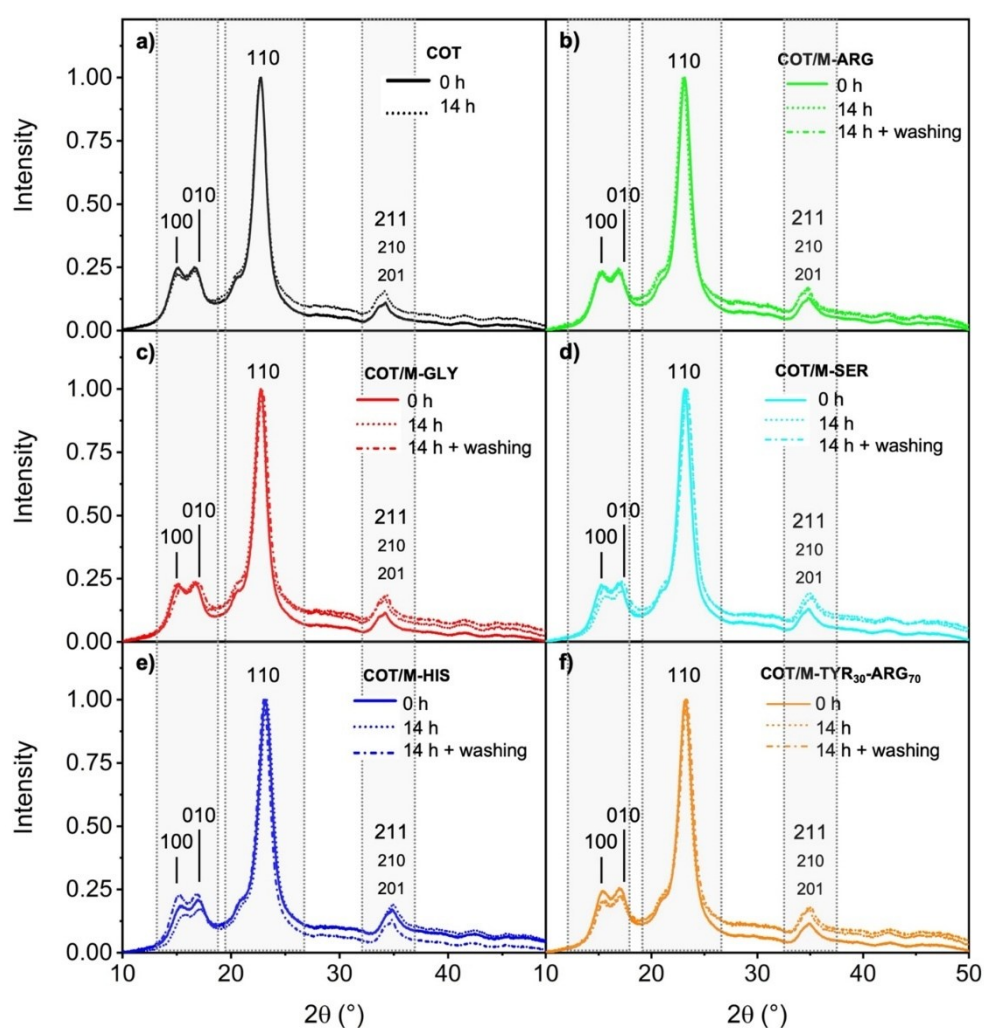 a)
COT
0 h
14 h
110
100
010
211
210
201
Intensity
1.00
0.75
0.50
0.25
0.00
b)
COT/M-ARG
0 h
14 h
14 h + washing
110
100
010
211
210
201
c)
COT/M-GLY
0 h
14 h
14 h + washing
110
100
010
211
210
201
Intensity
1.00
0.75
0.50
0.25
0.00
d)
COT/M-SER
0 h
14 h
14 h + washing
110
100
010
211
210
201
e)
COT/M-HIS
0 h
14 h
14 h + washing
110
100
010
211
210
201
Intensity
1.00
0.75
0.50
0.25
0.00
10 20 30 40
2θ (°)
f)
COT/M-TYR₃₀-ARG₇₀
0 h
14 h
14 h + washing
110
100
010
211
210
201
10 20 30 40 50
2θ (°)